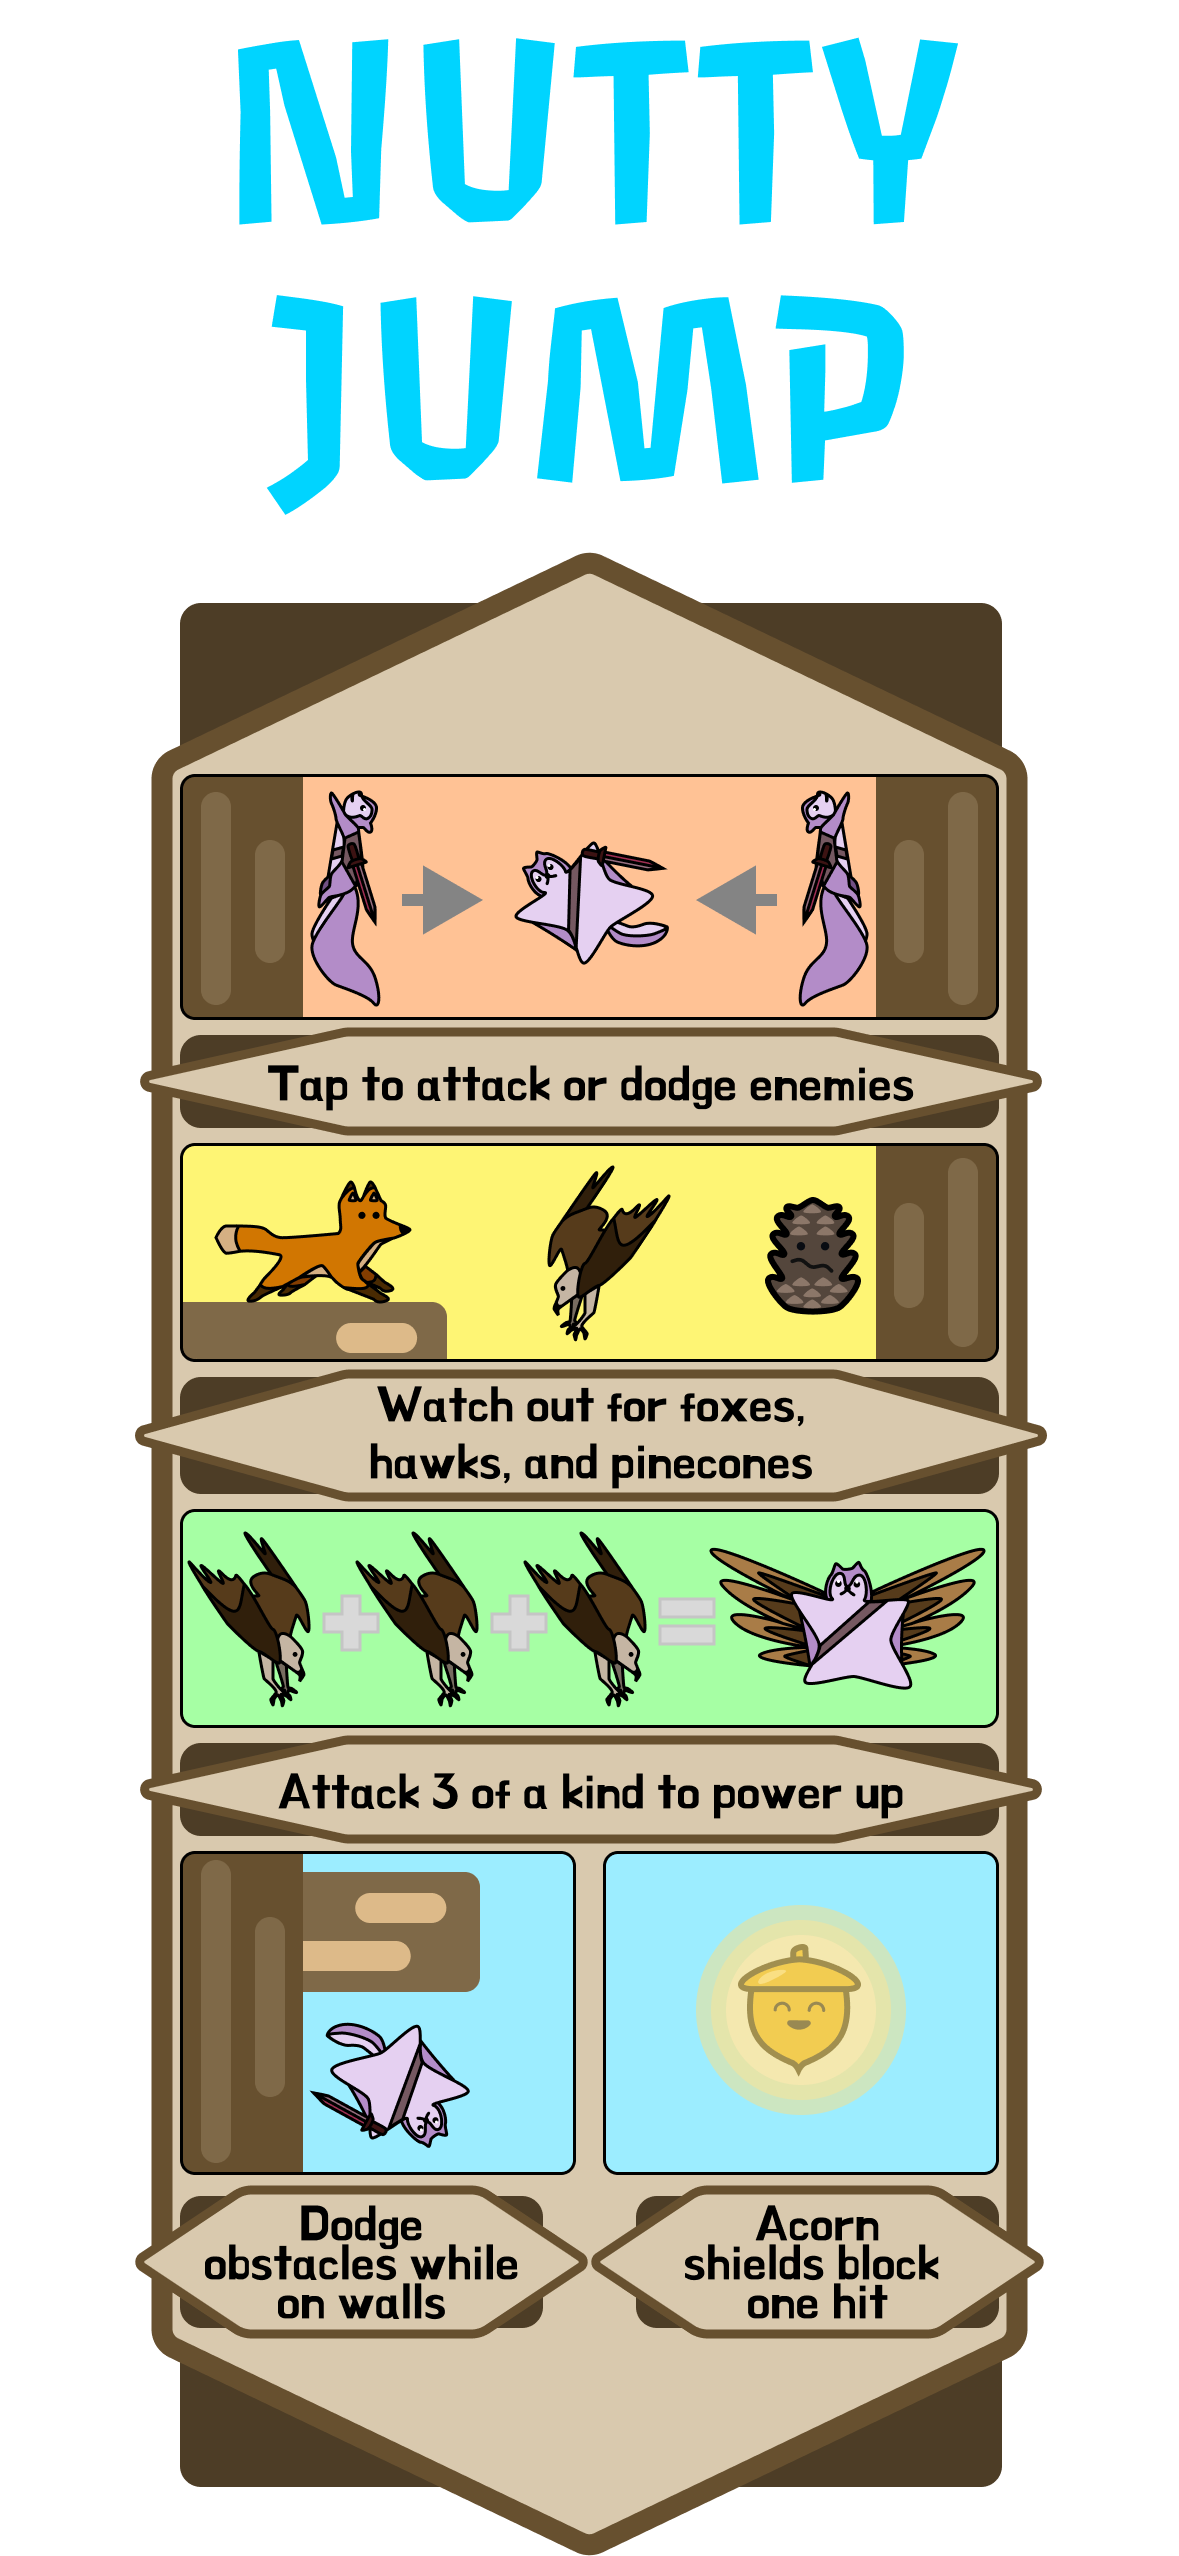 NUTTY
JUMP
Tap to attack or dodge enemies
Watch out for foxes,
hawks, and pinecones
Attack 3 of a kind to power up
Dodge
obstacles while
on walls
Acorn
shields block
one hit